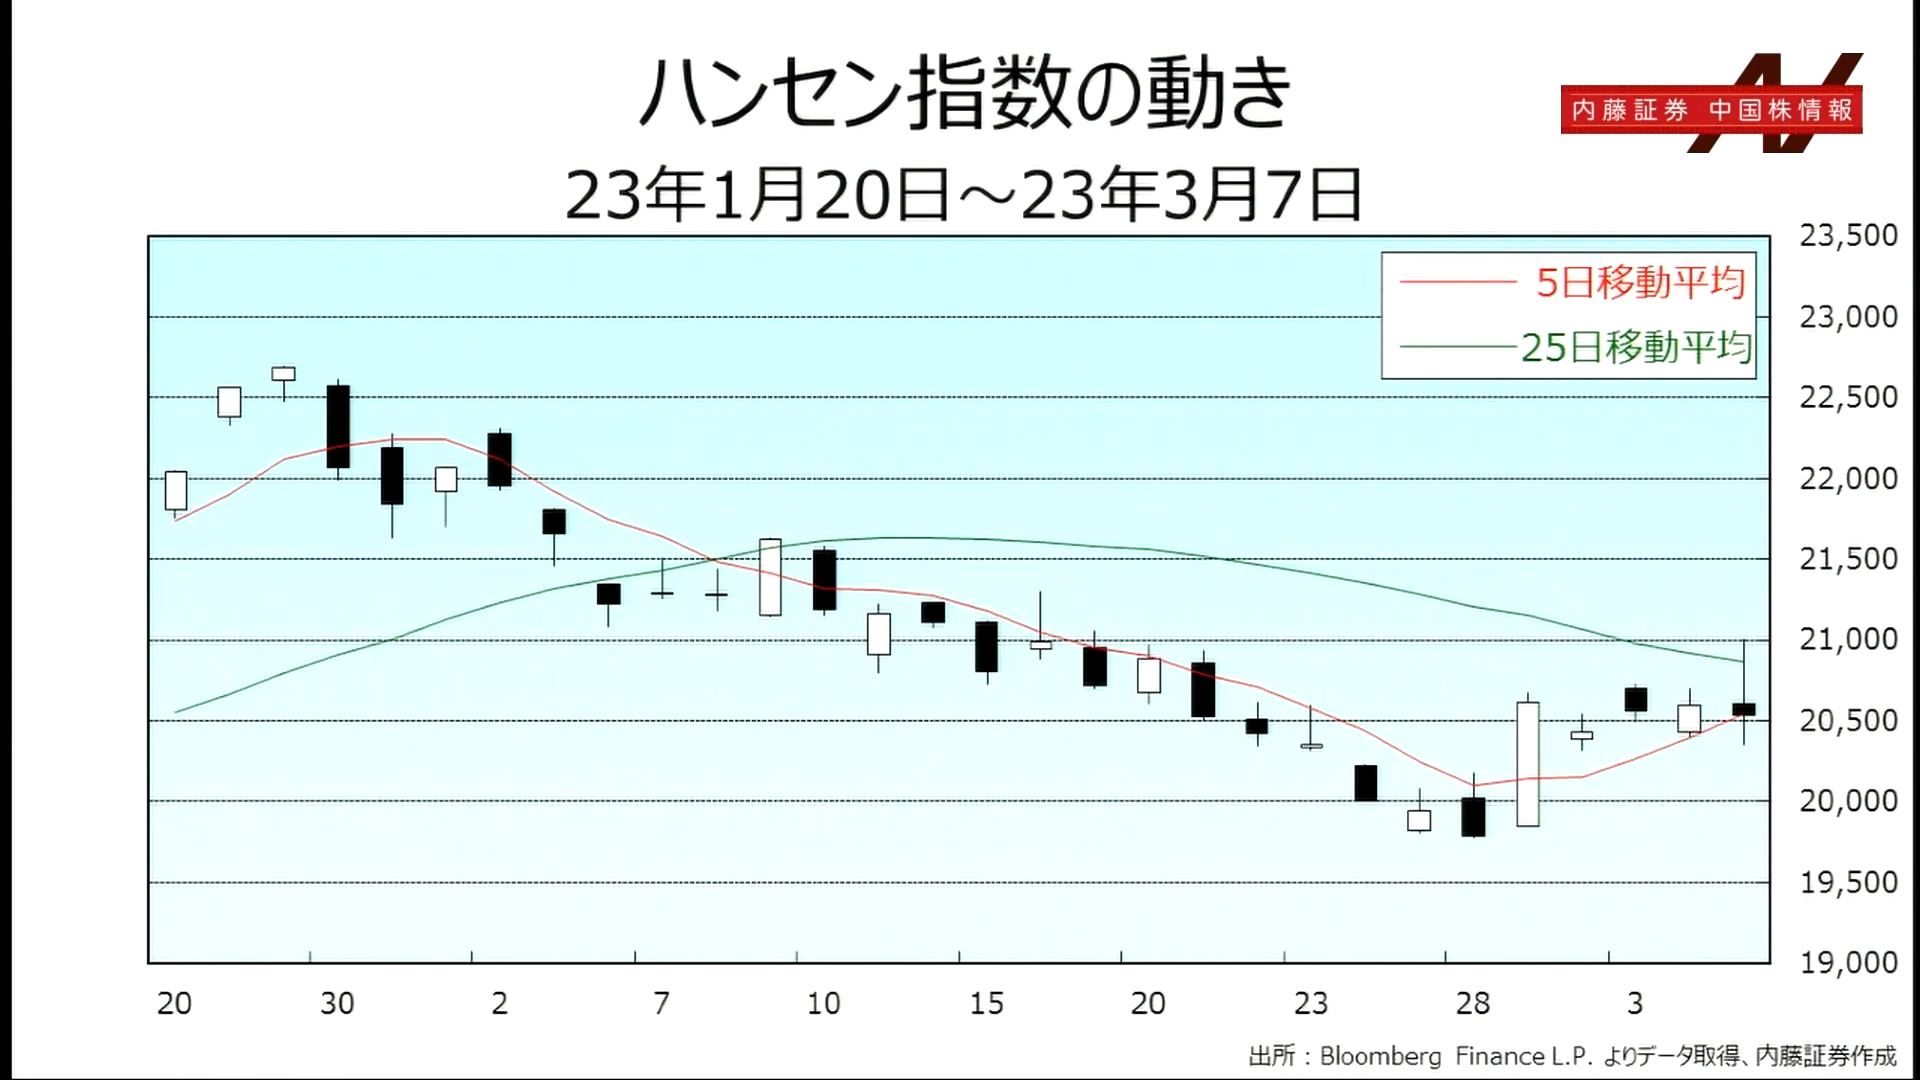 ハンセン指数の動き
内藤証券 中国株情報
23年1月20日～23年3月7日
5日移動平均
25日移動平均
23,500
23,000
22,500
22,000
21,500
21,000
20,500
20,000
19,500
19,000
20 30 2 7 10 15 20 23 28 3
出所：Bloomberg Finance L.P. よりデータ取得、内藤証券作成